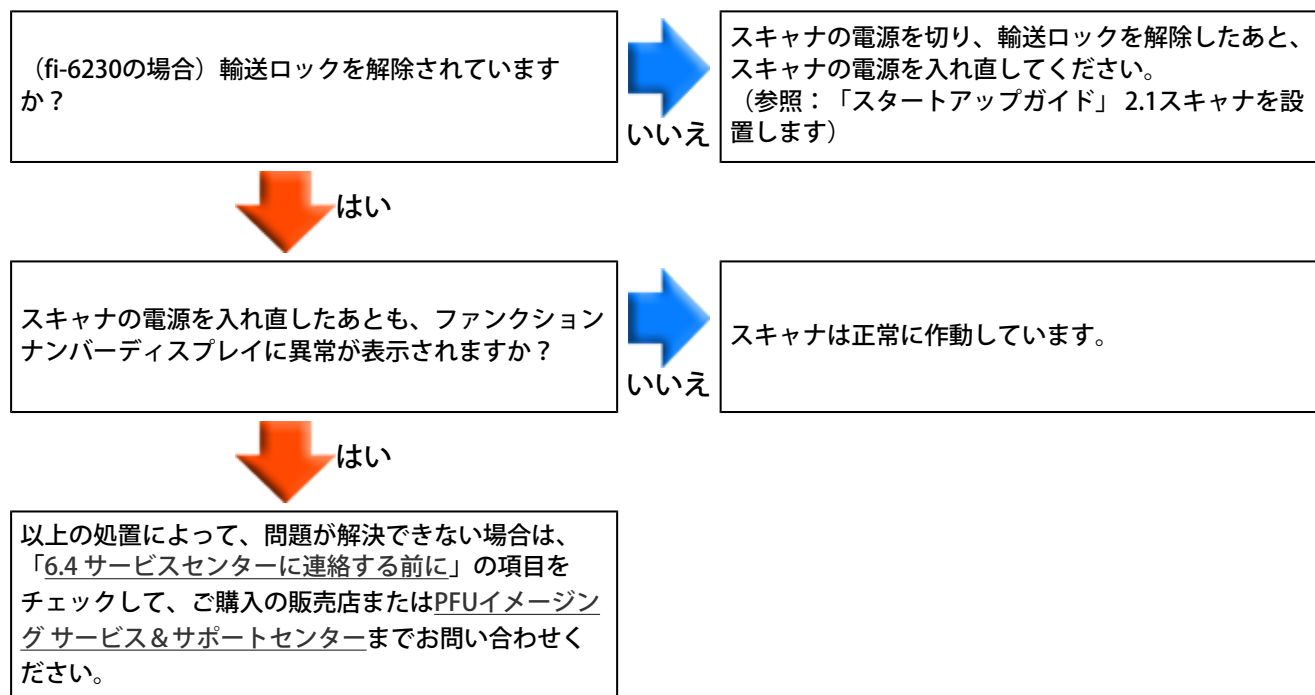 （fi-6230の場合）輸送ロックを解除されています
か？
いいえ
スキャナの電源を切り、輸送ロックを解除したあと、
スキャナの電源を入れ直してください。
（参照：「スタートアップガイド」 2.1スキャナを設
置します）
はい
スキャナの電源を入れ直したあとも、ファンクション
ナンバーディスプレイに異常が表示されますか？
いいえ
スキャナは正常に作動しています。
はい
以上の処置によって、問題が解決できない場合は、
「6.4 サービスセンターに連絡する前に」の項目を
チェックして、ご購入の販売店またはPFUイメージン
グ サービス＆サポートセンターまでお問い合わせく
ださい。